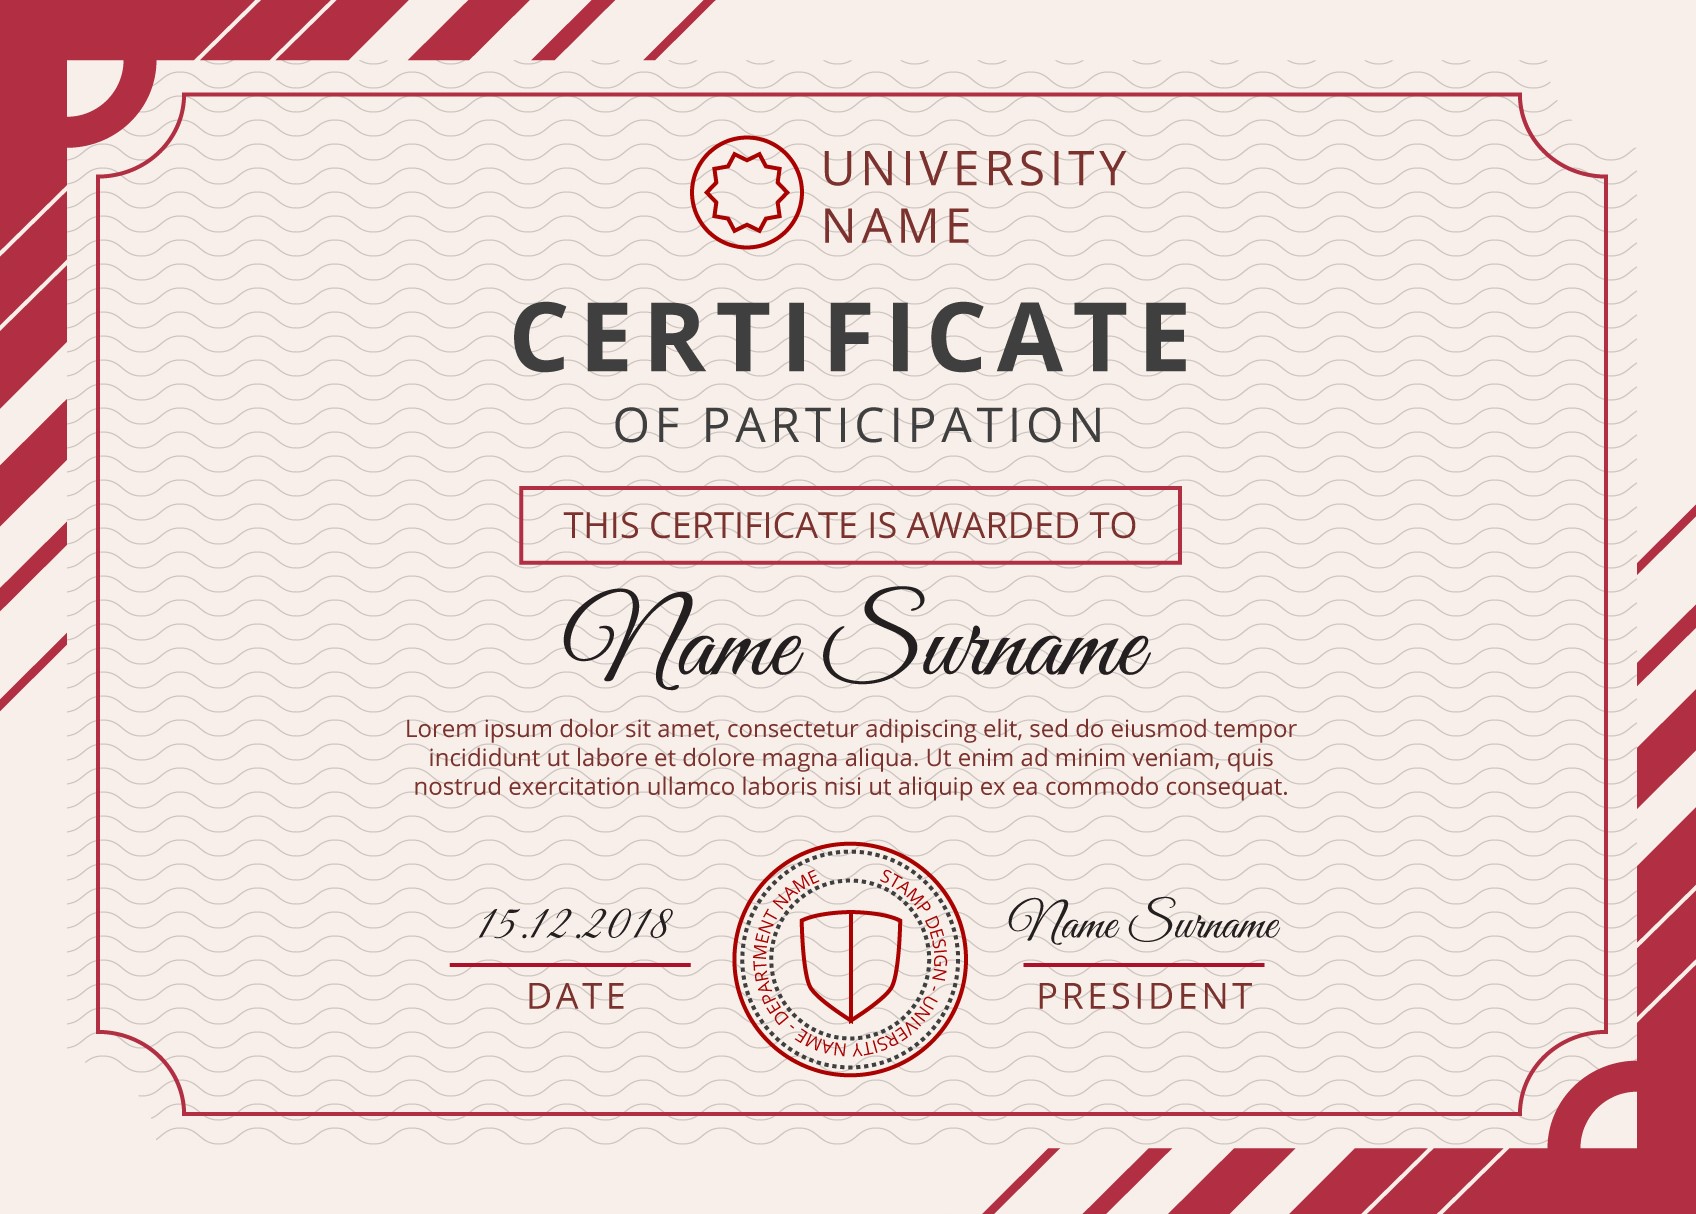 UNIVERSITY
NAME
CERTIFICATE
OF PARTICIPATION
THIS CERTIFICATE IS AWARDED TO
Name Surname
Lorem ipsum dolor sit amet, consectetur adipiscing elit, sed do eiusmod tempor
incididunt ut labore et dolore magna aliqua. Ut enim ad minim veniam, quis
nostrud exercitation ullamco laboris nisi ut aliquip ex ea commodo consequat.
15.12.2018
DATE
STAMP DESIGN - UNIVERSITY NAME - DEPARTMENT NAME
Name Surname
PRESIDENT